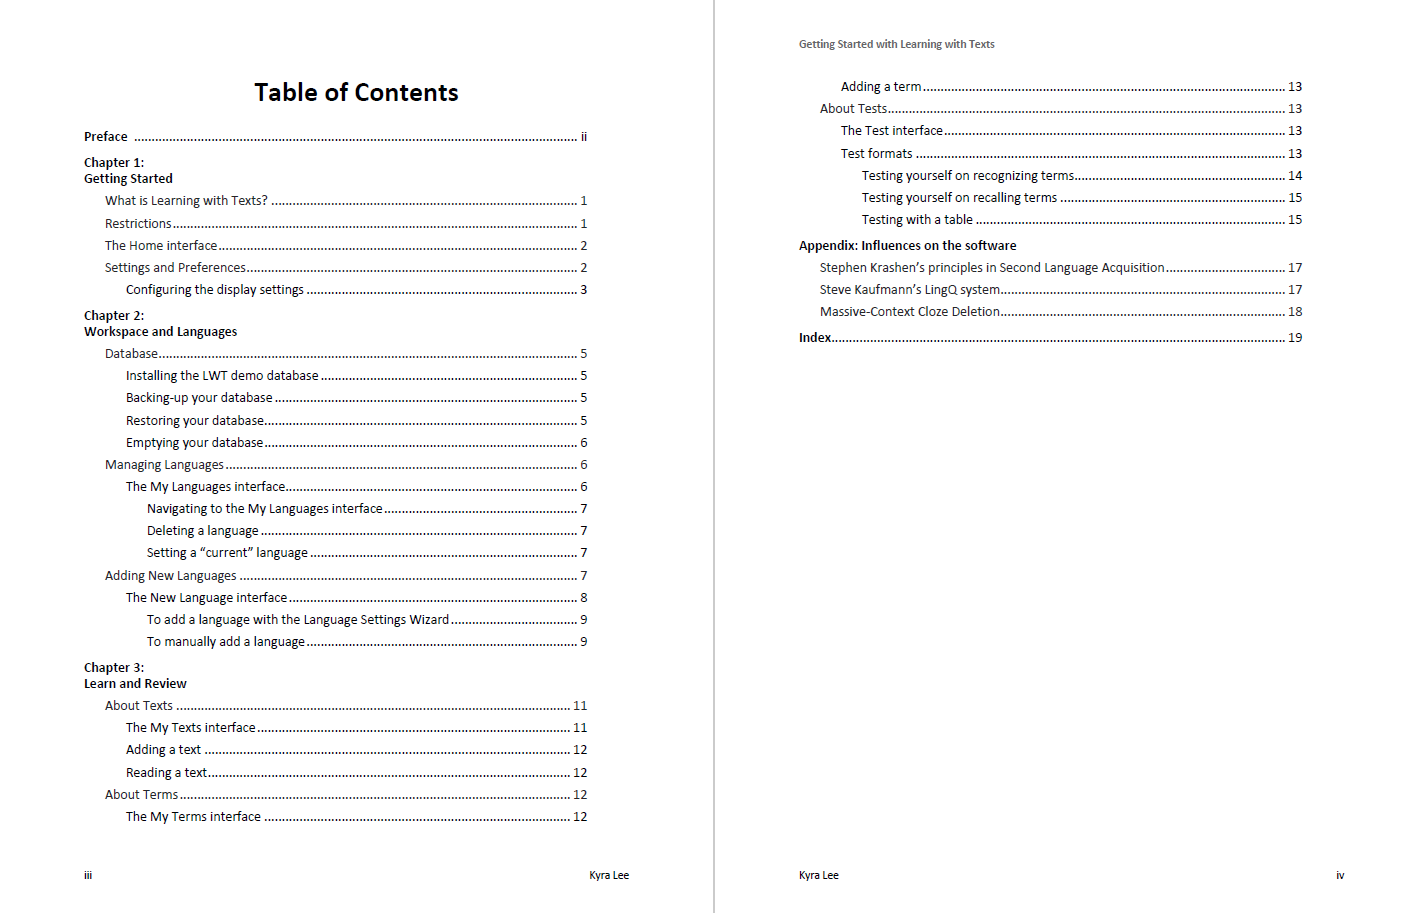 Table of Contents
Preface ........ ii
Chapter 1:
Getting Started
What is Learning with Texts? ........ 1
Restrictions ........ 1
The Home interface ........ 2
Settings and Preferences ........ 2
Configuring the display settings ........ 3
Chapter 2:
Workspace and Languages
Database ........ 5
Installing the LWT demo database ........ 5
Backing-up your database ........ 5
Restoring your database ........ 5
Emptying your database ........ 6
Managing Languages ........ 6
The My Languages interface ........ 6
Navigating to the My Languages interface ........ 7
Deleting a language ........ 7
Setting a “current” language ........ 7
Adding New Languages ........ 7
The New Language interface ........ 8
To add a language with the Language Settings Wizard ........ 9
To manually add a language ........ 9
Chapter 3:
Learn and Review
About Texts ........ 11
The My Texts interface ........ 11
Adding a text ........ 12
Reading a text ........ 12
About Terms ........ 12
The My Terms interface ........ 12
iii Kyra Lee
Getting Started with Learning with Texts
Adding a term ........ 13
About Tests ........ 13
The Test interface ........ 13
Test formats ........ 13
Testing yourself on recognizing terms ........ 14
Testing yourself on recalling terms ........ 15
Testing with a table ........ 15
Appendix: Influences on the software
Stephen Krashen’s principles in Second Language Acquisition ........ 17
Steve Kaufmann’s LingQ system ........ 17
Massive-Context Cloze Deletion ........ 18
Index ........ 19
Kyra Lee iv